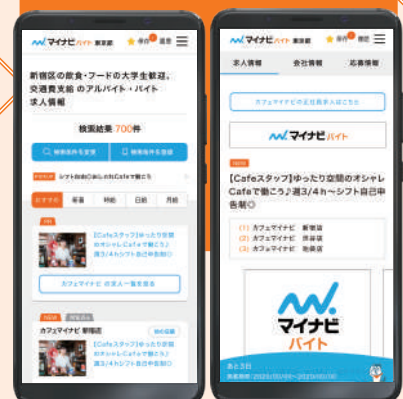 マイナビバイト 東京都
保存
新宿区の飲食・フードの大学生歓迎、
交通費支給 のアルバイト・バイト
求人情報
検索結果 700件
検索条件を変更
検索条件を登録
シフト自由◎おしゃれCafeで働こう
おすすめ
新着
時給
日給
月給
PR
【Cafeスタッフ】ゆったり空間
のオシャレCafeで働こう♪
週3/4h～シフト自己申告制◎
カフェマイナビ の求人一覧を見る
NEW
カフェマイナビ 新宿店
【Cafeスタッフ】ゆったり空間
のオシャレCafeで働こう♪
週3/4h～シフト自己申告制◎
マイナビバイト 東京都
保存
求人情報
会社情報
応募情報
カフェマイナビの正社員求人はこちら
マイナビバイト
NEW
【Cafeスタッフ】ゆったり空間のオシャレ
Cafeで働こう♪週3/4h～シフト自己申
告制◎
(1) カフェマイナビ 新宿店
(2) カフェマイナビ 渋谷店
(3) カフェマイナビ 池袋店
マイナビ
バイト
あと3日